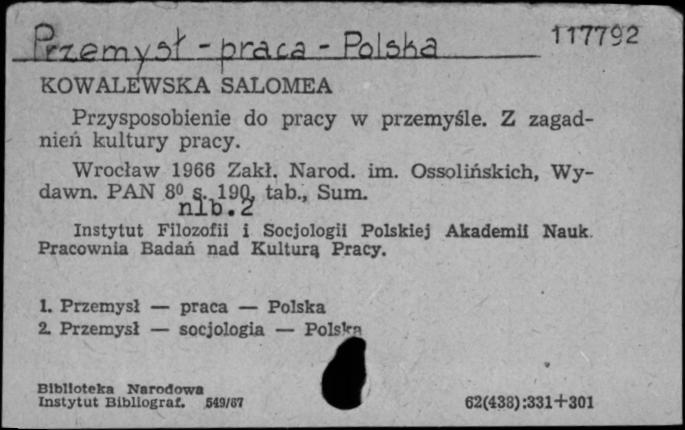 Przemysł - praca - Polska 117792
KOWALEWSKA SALOMEA
Przysposobienie do pracy w przemyśle. Z zagad-
nień kultury pracy.
Wrocław 1966 Zakł. Narod. im. Ossolińskich, Wy-
dawn. PAN 8⁰ s. 190, tab., Sum.
nlb.2
Instytut Filozofii i Socjologii Polskiej Akademii Nauk.
Pracownia Badań nad Kulturą Pracy.
1. Przemysł — praca — Polska
2. Przemysł — socjologia — Polska
Biblioteka Narodowa
Instytut Bibliograf. 549/67 62(438):331+301